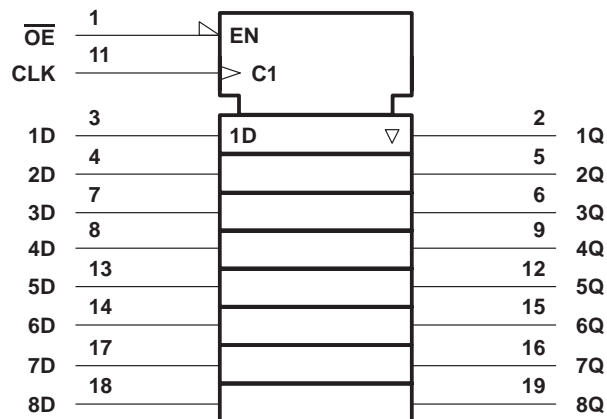 OE 1 EN
CLK 11 C1
1D 3 1D 2 1Q
2D 4 5 2Q
3D 7 6 3Q
4D 8 9 4Q
5D 13 12 5Q
6D 14 15 6Q
7D 17 16 7Q
8D 18 19 8Q